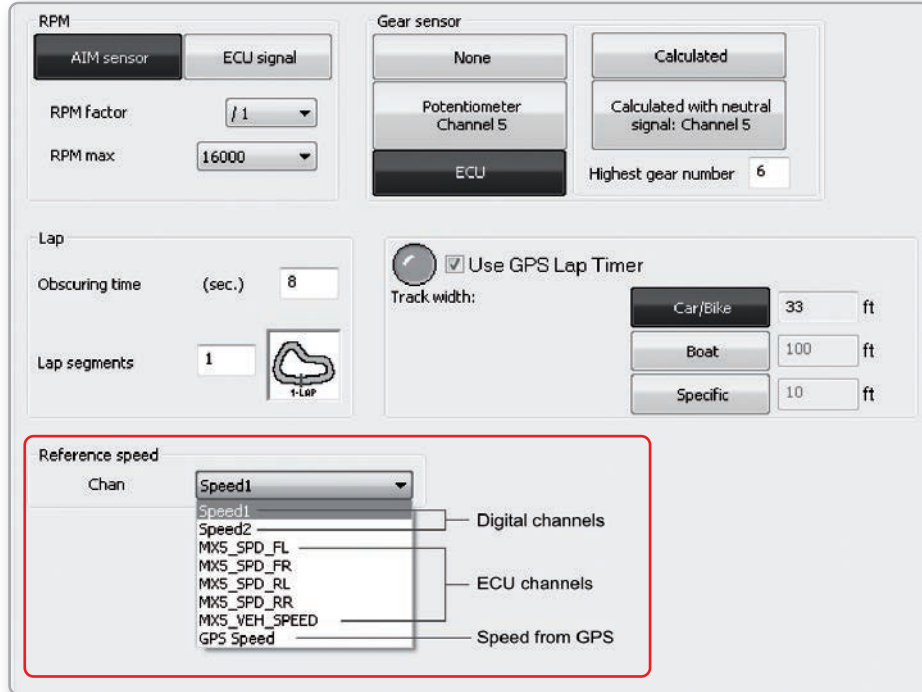 RPM
AIM sensor
ECU signal
RPM factor
/ 1
RPM max
16000
Gear sensor
None
Calculated
Potentiometer
Channel 5
Calculated with neutral
signal: Channel 5
ECU
Highest gear number 6
Lap
Obscuring time (sec.) 8
Lap segments 1
1-LAP
Use GPS Lap Timer
Track width:
Car/Bike 33 ft
Boat 100 ft
Specific 10 ft
Reference speed
Chan Speed1
Speed1
Speed2
Digital channels
MX5_SPD_FL
MX5_SPD_FR
MX5_SPD_RL
MX5_SPD_RR
MX5_VEH_SPEED
ECU channels
GPS Speed
Speed from GPS